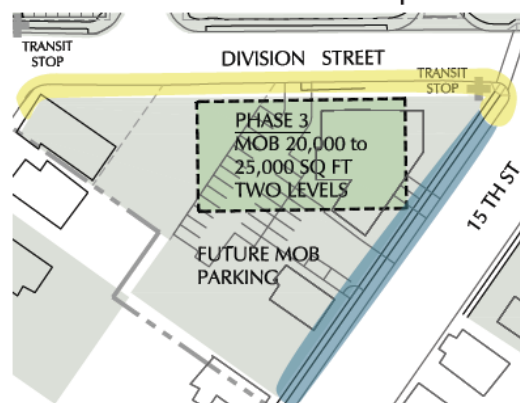 TRANSIT
STOP
DIVISION STREET
TRANSIT
STOP
PHASE 3
MOB 20,000 to
25,000 SQ FT
TWO LEVELS
15 TH ST
FUTURE MOB
PARKING